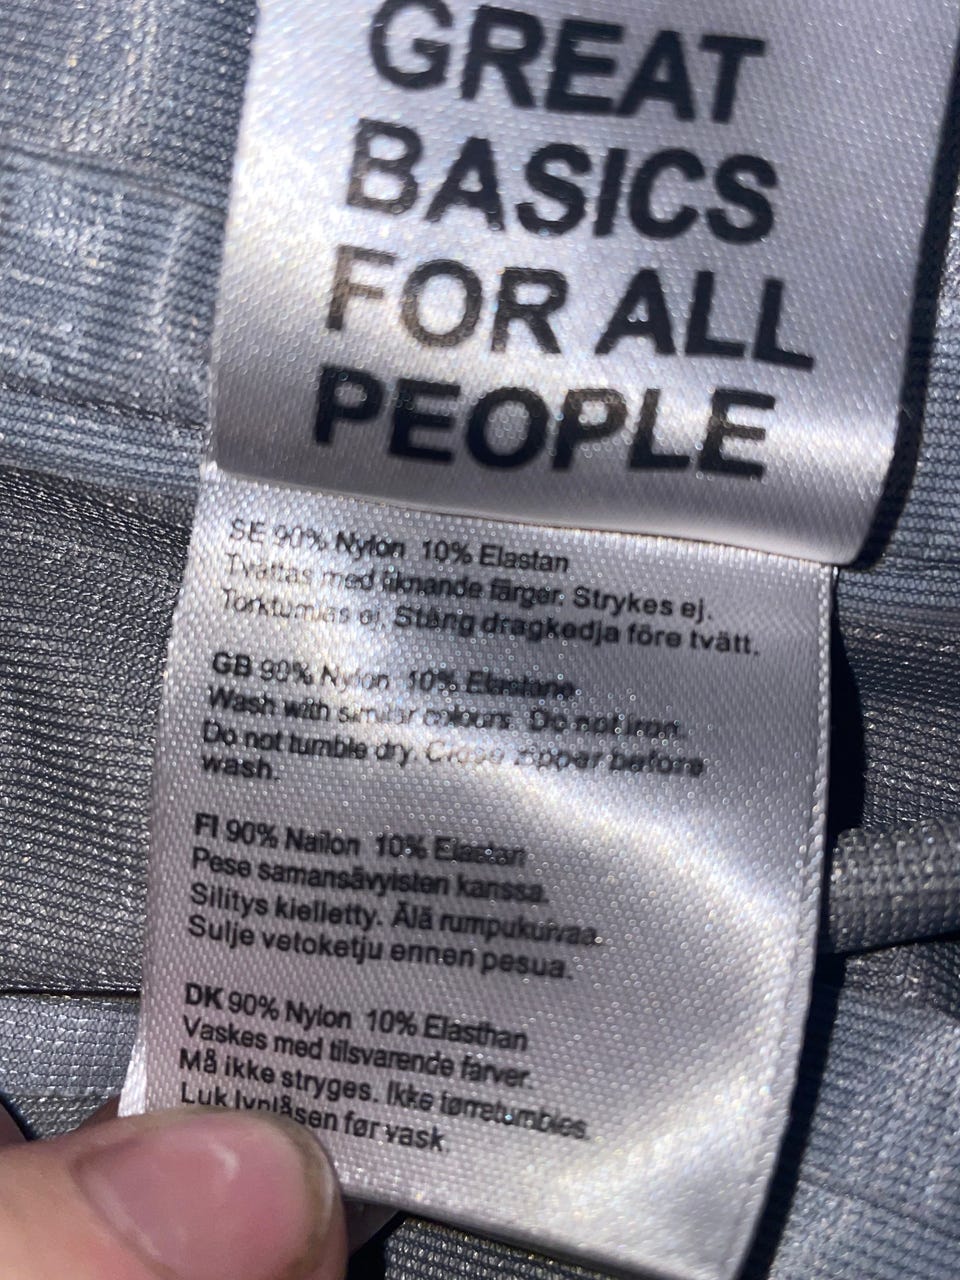 GREAT
BASICS
FOR ALL
PEOPLE
SE 90% Nylon 10% Elastan
Tvättas med liknande färger. Strykes ej.
Torktumlas ej. Stäng dragkedja före tvätt.
GB 90% Nylon 10% Elastane
Wash with similar colours. Do not iron.
Do not tumble dry. Close zipper before
wash.
FI 90% Nailon 10% Elastan
Pese samansävyisten kanssa.
Silitys kielletty. Älä rumpukuivaa.
Sulje vetoketju ennen pesua.
DK 90% Nylon 10% Elasthan
Vaskes med tilsvarende farver.
Må ikke stryges. Ikke tørretumbles.
Luk lynlåsen før vask.